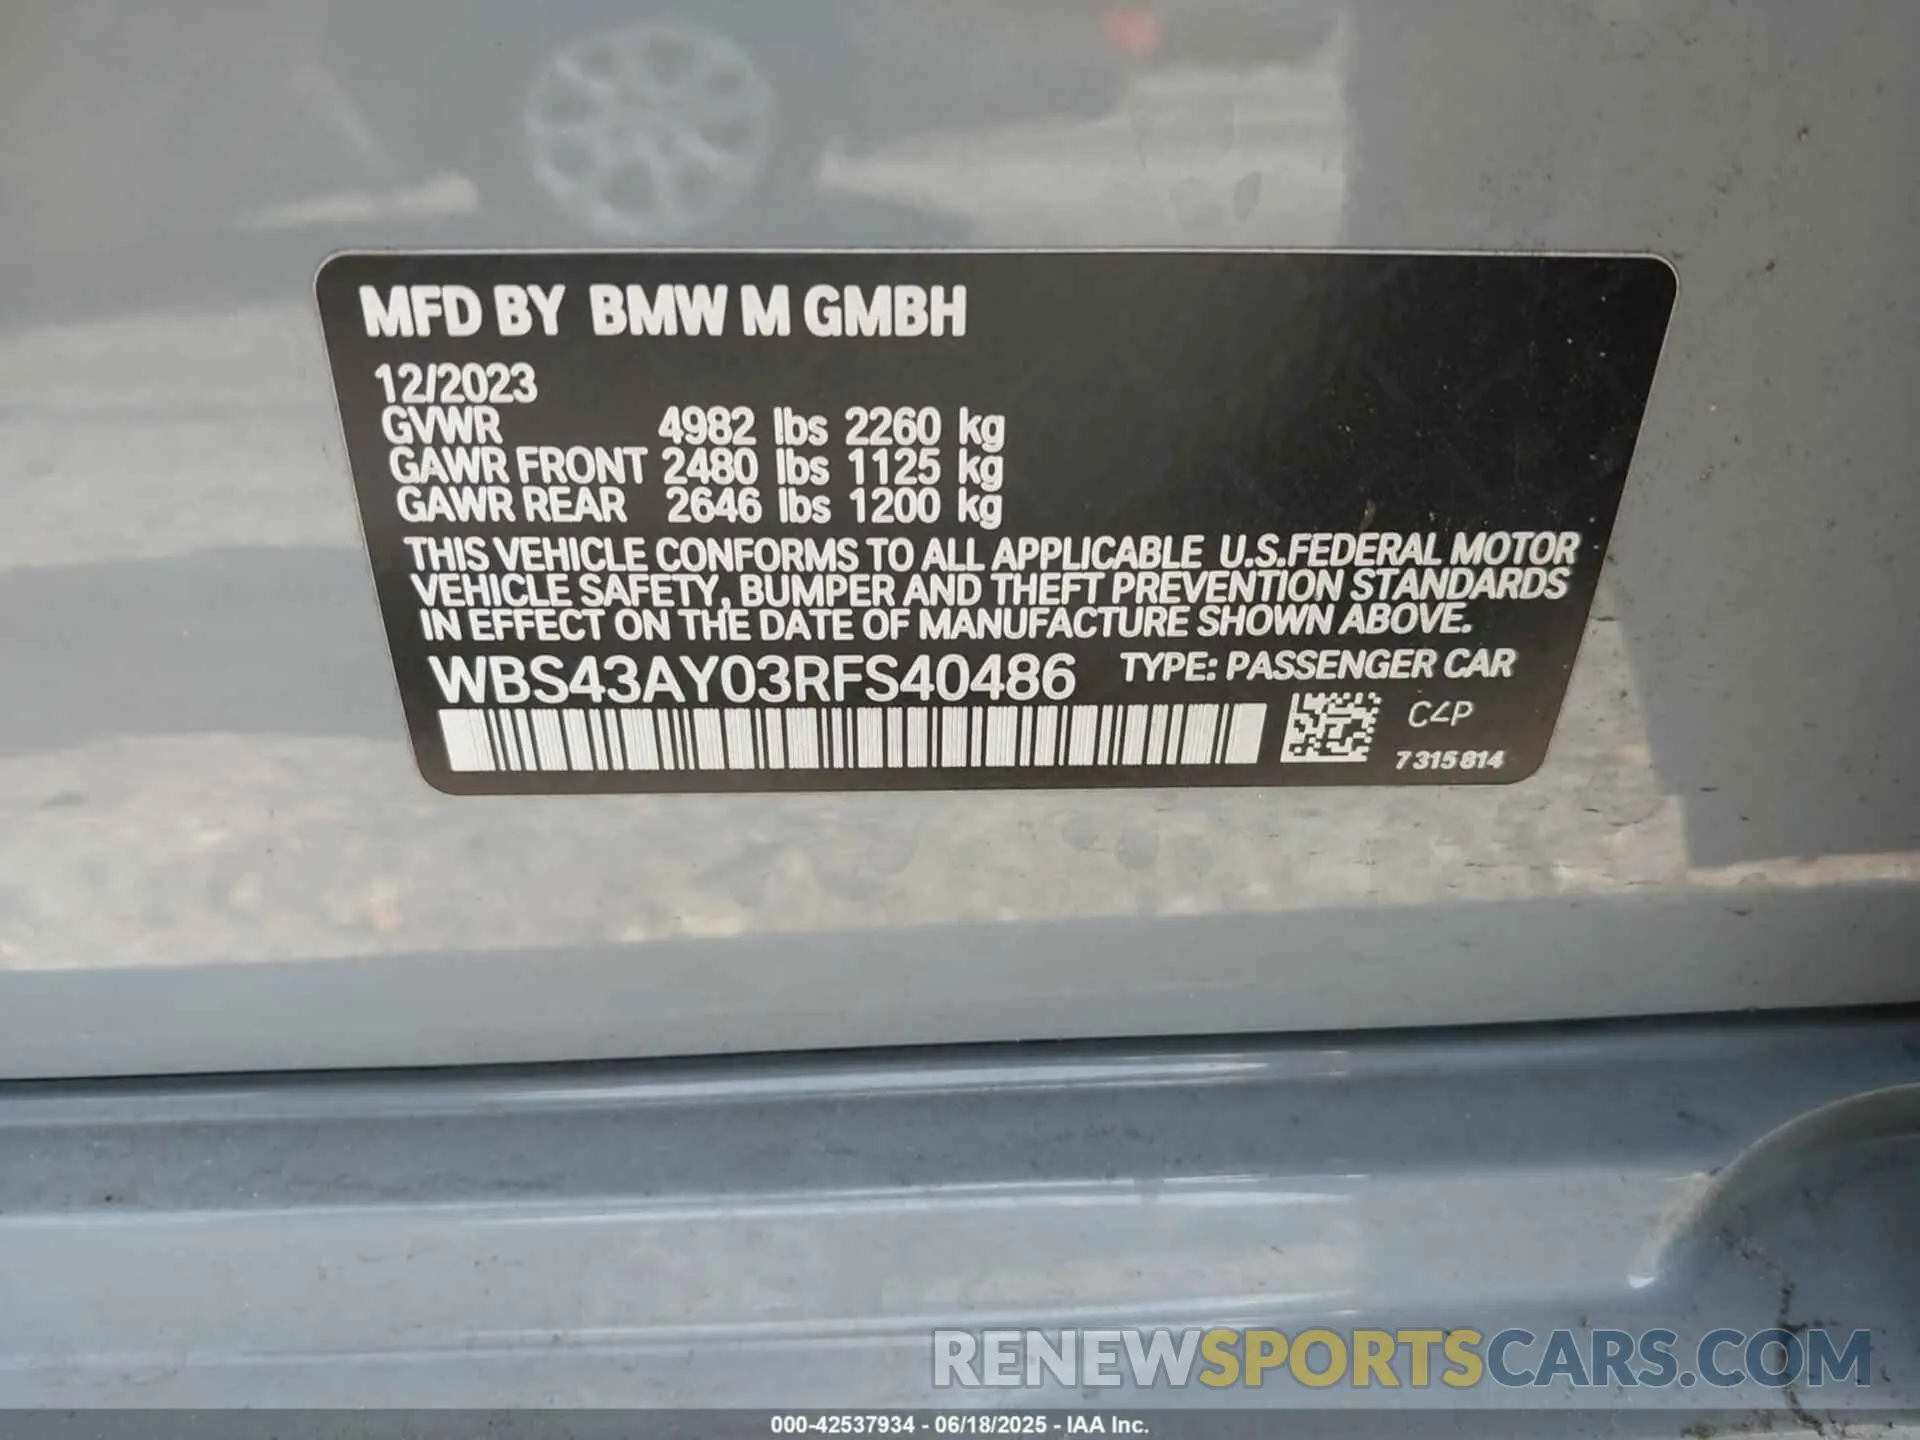 MFD BY BMW M GMBH
12/2023
GVWR 4982 lbs 2260 kg
GAWR FRONT 2480 lbs 1125 kg
GAWR REAR 2646 lbs 1200 kg
THIS VEHICLE CONFORMS TO ALL APPLICABLE U.S.FEDERAL MOTOR
VEHICLE SAFETY, BUMPER AND THEFT PREVENTION STANDARDS
IN EFFECT ON THE DATE OF MANUFACTURE SHOWN ABOVE.
WBS43AY03RFS40486 TYPE: PASSENGER CAR
C4P
7315814
RENEWSPORTSCARS.COM
000-42537934 - 06/18/2025 - IAA Inc.